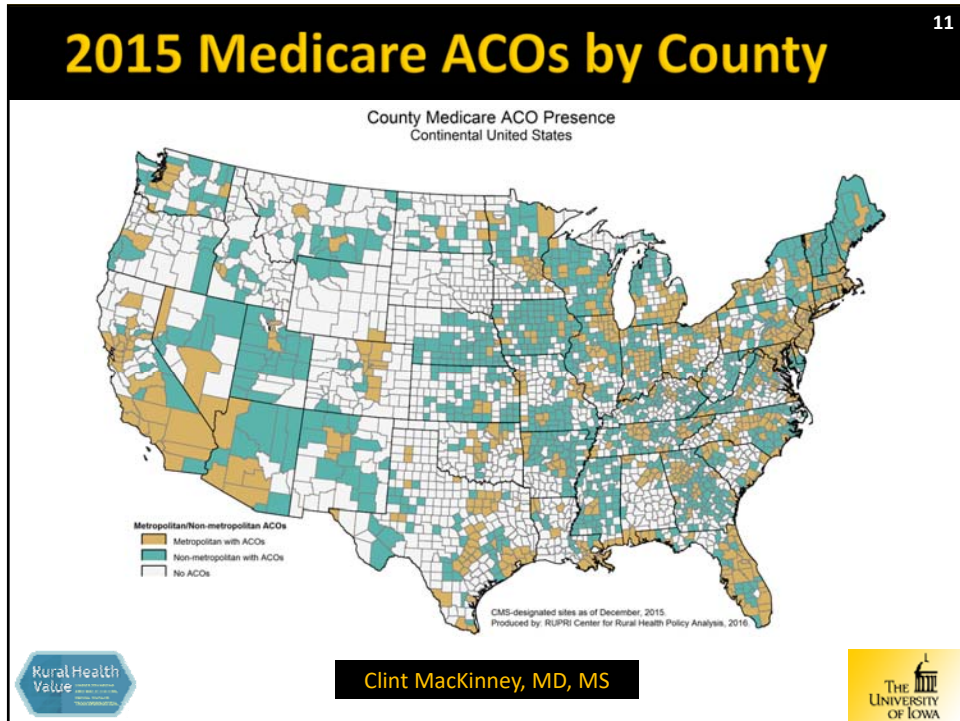 11
2015 Medicare ACOs by County
County Medicare ACO Presence
Continental United States
Metropolitan/Non-metropolitan ACOs
Metropolitan with ACOs
Non-metropolitan with ACOs
No ACOs
CMS-designated sites as of December, 2015.
Produced by: RUPRI Center for Rural Health Policy Analysis, 2016.
Rural Health
Value
TRANSFORMATION
Clint MacKinney, MD, MS
THE
UNIVERSITY
OF IOWA